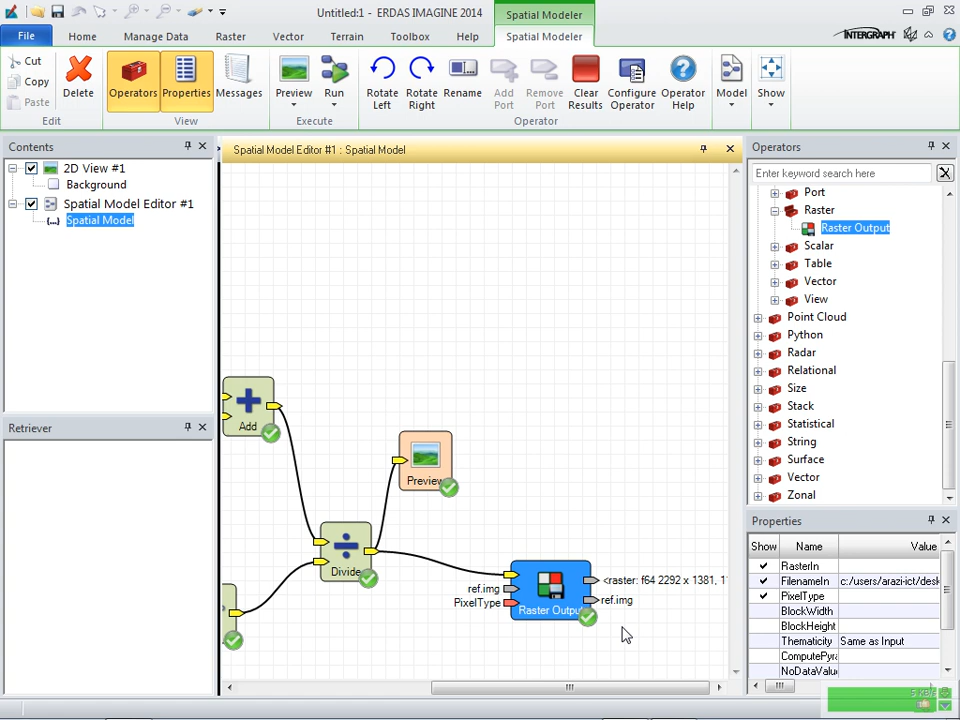 Untitled:1 - ERDAS IMAGINE 2014
Spatial Modeler
File
Home
Manage Data
Raster
Vector
Terrain
Toolbox
Help
Spatial Modeler
INTERGRAPH
Cut
Copy
Paste
Delete
Operators
Properties
Messages
Preview
Run
Rotate Left
Rotate Right
Rename
Add Port
Remove Port
Clear Results
Configure Operator
Operator Help
Model
Show
Edit
View
Execute
Operator
Contents
2D View #1
Background
Spatial Model Editor #1
{...} Spatial Model
Retriever
Spatial Model Editor #1 : Spatial Model
Add
Preview
Divide
ref.img
PixelType
Raster Outpu
<raster: f64 2292 x 1381, 1
ref.img
Operators
Enter keyword search here
Port
Raster
Raster Output
Scalar
Table
Vector
View
Point Cloud
Python
Radar
Relational
Size
Stack
Statistical
String
Surface
Vector
Zonal
Properties
Show Name Value
RasterIn
FilenameIn c:/users/arazi-ict/desk
PixelType
BlockWidth
BlockHeight
Thematicity Same as Input
ComputePyra
NoDataValu
5 KB/s